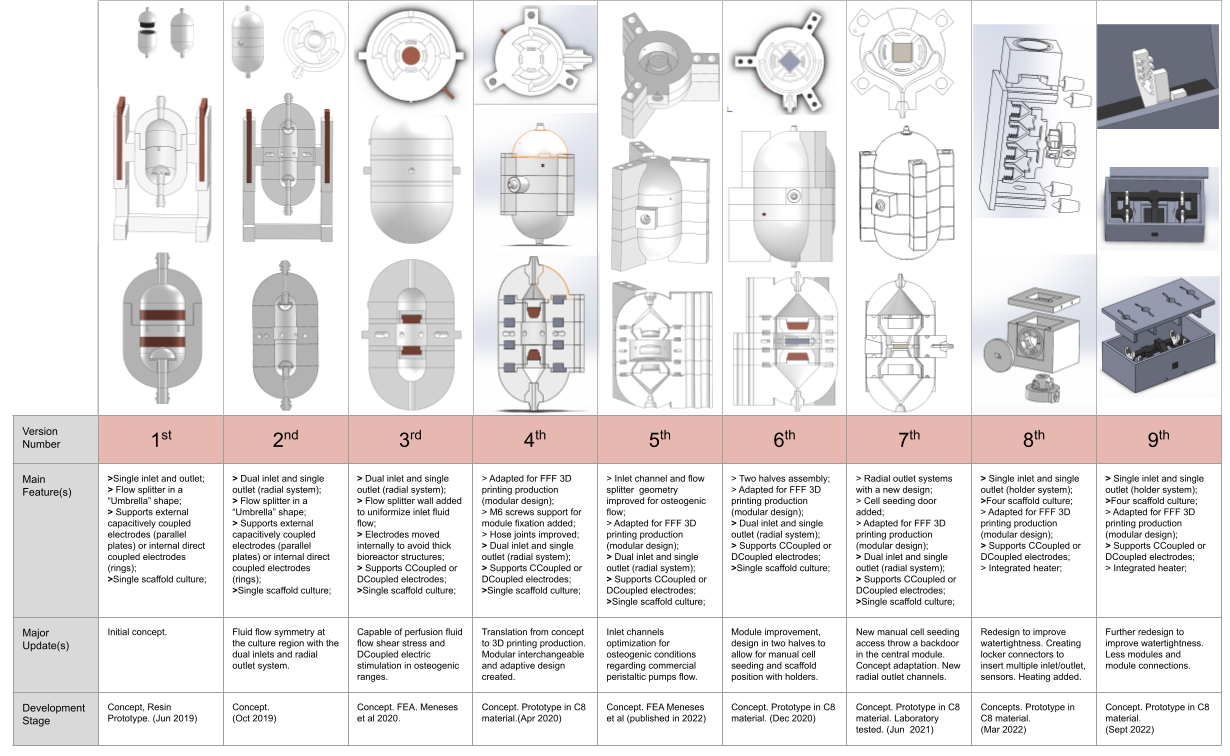 Version
Number
1st
2nd
3rd
4th
5th
6th
7th
8th
9th
Main
Feature(s)
>Single inlet and outlet;
> Flow splitter in a
"Umbrella" shape;
> Supports external
capacitively coupled
electrodes (parallel
plates) or internal direct
coupled electrodes
(rings);
>Single scaffold culture;
> Dual inlet and single
outlet (radial system);
> Flow splitter in a
"Umbrella" shape;
> Supports external
capacitively coupled
electrodes (parallel
plates) or internal direct
coupled electrodes
(rings);
>Single scaffold culture;
> Dual inlet and single
outlet (radial system);
> Flow splitter wall added
to uniformize inlet fluid
flow;
> Electrodes moved
internally to avoid thick
bioreactor structures;
> Supports CCoupled or
DCoupled electrodes;
>Single scaffold culture;
> Adapted for FFF 3D
printing production
(modular design);
> M6 screws support for
module fixation added;
> Hose joints improved;
> Dual inlet and single
outlet (radial system);
> Supports CCoupled or
DCoupled electrodes;
>Single scaffold culture;
> Inlet channel and flow
splitter  geometry
improved for osteogenic
flow;
> Adapted for FFF 3D
printing production
(modular design);
> Dual inlet and single
outlet (radial system);
> Supports CCoupled or
DCoupled electrodes;
>Single scaffold culture;
> Two halves assembly;
> Adapted for FFF 3D
printing production
(modular design);
> Dual inlet and single
outlet (radial system);
> Supports CCoupled or
DCoupled electrodes;
>Single scaffold culture;
> Radial outlet systems
with a new design;
> Cell seeding door
added;
> Adapted for FFF 3D
printing production
(modular design);
> Dual inlet and single
outlet (radial system);
> Supports CCoupled or
DCoupled electrodes;
>Single scaffold culture;
> Single inlet and single
outlet (holder system);
>Four scaffold culture;
> Adapted for FFF 3D
printing production
(modular design);
> Supports CCoupled or
DCoupled electrodes;
> Integrated heater;
> Single inlet and single
outlet (holder system);
>Four scaffold culture;
> Adapted for FFF 3D
printing production
(modular design);
> Supports CCoupled or
DCoupled electrodes;
> Integrated heater;
Major
Update(s)
Initial concept.
Fluid flow symmetry at
the culture region with the
dual inlets and radial
outlet system.
Capable of perfusion fluid
flow shear stress and
DCoupled electric
stimulation in osteogenic
ranges.
Translation from concept
to 3D printing production.
Modular interchangeable
and adaptive design
created.
Inlet channels
optimization for
osteogenic conditions
regarding commercial
peristaltic pumps flow.
Module improvement,
design in two halves to
allow for manual cell
seeding and scaffold
position with holders.
New manual cell seeding
access throw a backdoor
in the central module.
Concept adaptation. New
radial outlet channels.
Redesign to improve
watertightness. Creating
locker connectors to
insert multiple inlet/outlet,
sensors. Heating added.
Further redesign to
improve watertightness.
Less modules and
module connections.
Development
Stage
Concept, Resin
Prototype. (Jun 2019)
Concept.
(Oct 2019)
Concept. FEA. Meneses
et al 2020.
Concept. Prototype in C8
material.(Apr 2020)
Concept. FEA Meneses
et al (published in 2022)
Concept. Prototype in C8
material. (Dec 2020)
Concept. Prototype in C8
material. Laboratory
tested. (Jun  2021)
Concepts. Prototype in
C8 material.
(Mar 2022)
Concept. Prototype in C8
material.
(Sept 2022)